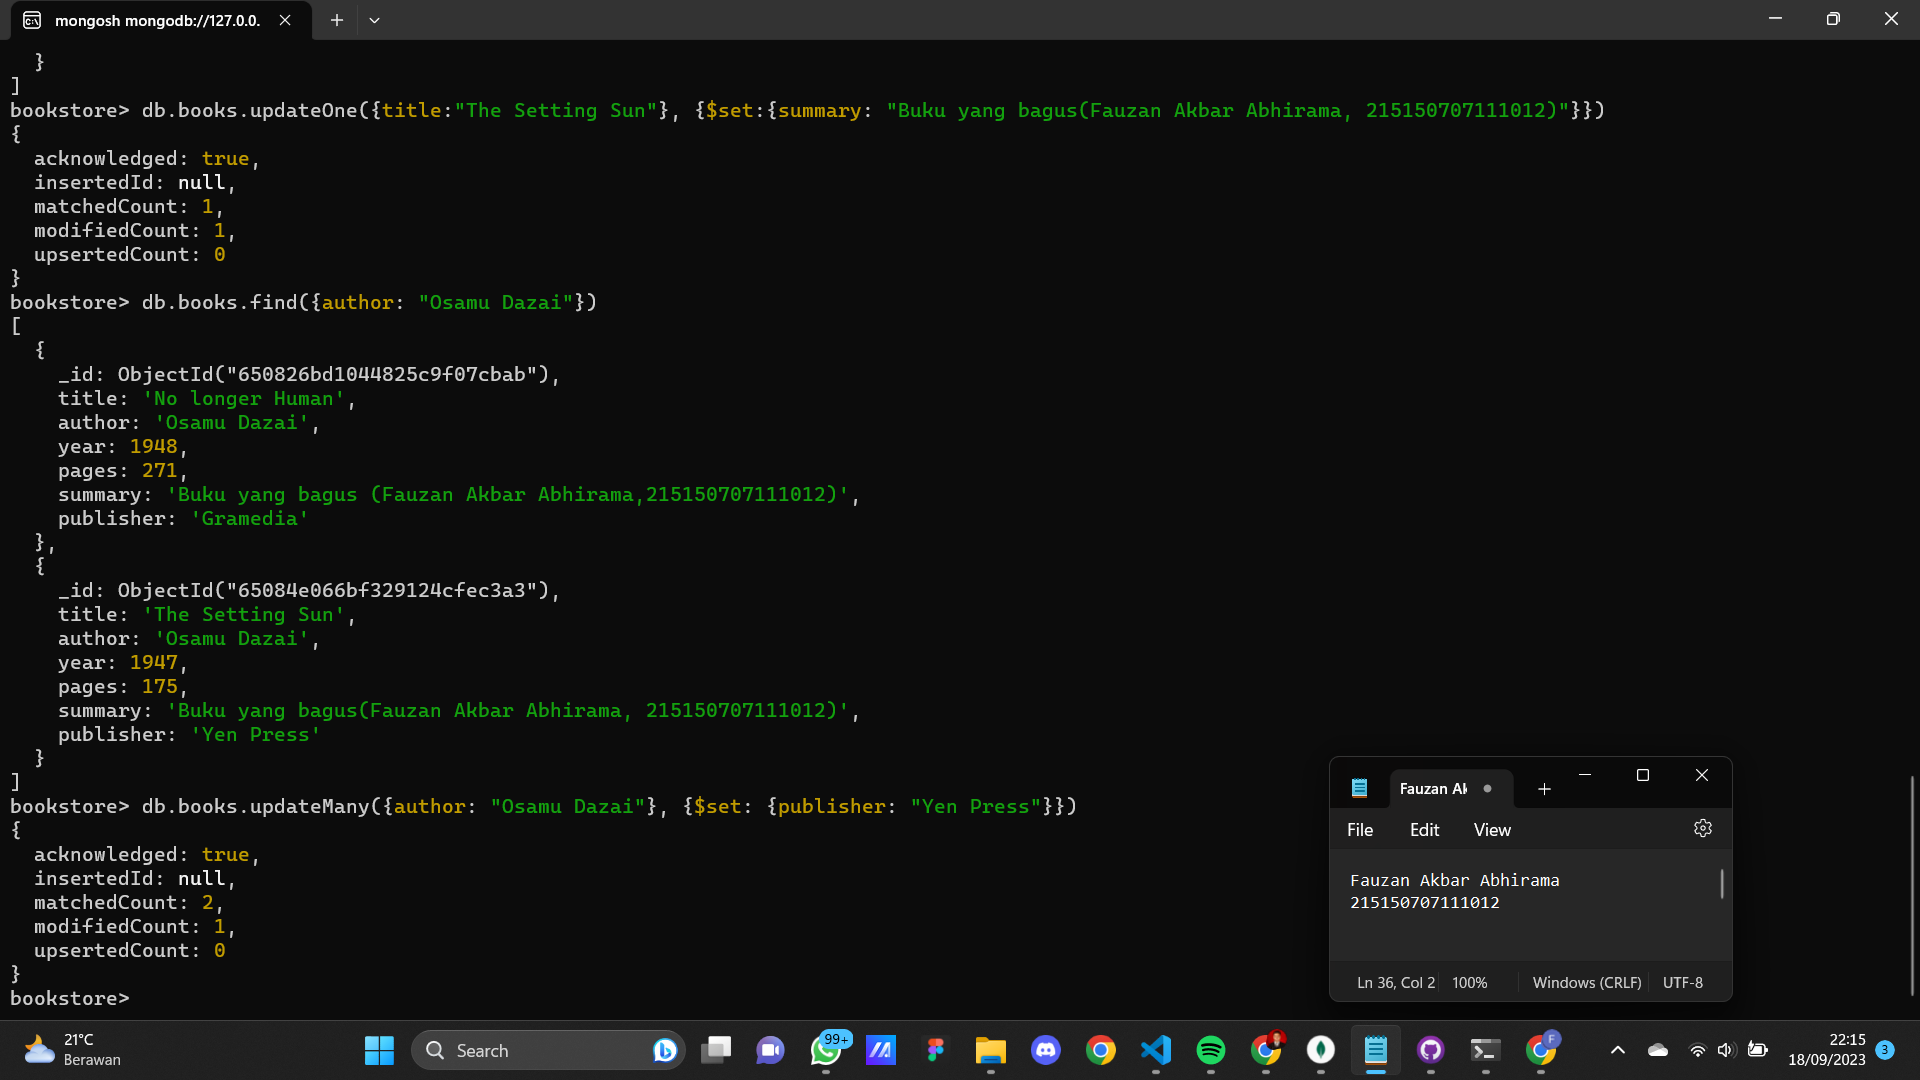 mongosh mongodb://127.0.0.
  }
]
bookstore> db.books.updateOne({title:"The Setting Sun"}, {$set:{summary: "Buku yang bagus(Fauzan Akbar Abhirama, 215150707111012)"}})
{
  acknowledged: true,
  insertedId: null,
  matchedCount: 1,
  modifiedCount: 1,
  upsertedCount: 0
}
bookstore> db.books.find({author: "Osamu Dazai"})
[
  {
    _id: ObjectId("650826bd1044825c9f07cbab"),
    title: 'No longer Human',
    author: 'Osamu Dazai',
    year: 1948,
    pages: 271,
    summary: 'Buku yang bagus (Fauzan Akbar Abhirama,215150707111012)',
    publisher: 'Gramedia'
  },
  {
    _id: ObjectId("65084e066bf329124cfec3a3"),
    title: 'The Setting Sun',
    author: 'Osamu Dazai',
    year: 1947,
    pages: 175,
    summary: 'Buku yang bagus(Fauzan Akbar Abhirama, 215150707111012)',
    publisher: 'Yen Press'
  }
]
bookstore> db.books.updateMany({author: "Osamu Dazai"}, {$set: {publisher: "Yen Press"}})
{
  acknowledged: true,
  insertedId: null,
  matchedCount: 2,
  modifiedCount: 1,
  upsertedCount: 0
}
bookstore>
Fauzan Ak
File Edit View
Fauzan Akbar Abhirama
215150707111012
Ln 36, Col 2 100% Windows (CRLF) UTF-8
21°C
Berawan
Search
99+
F
22:15
18/09/2023
3